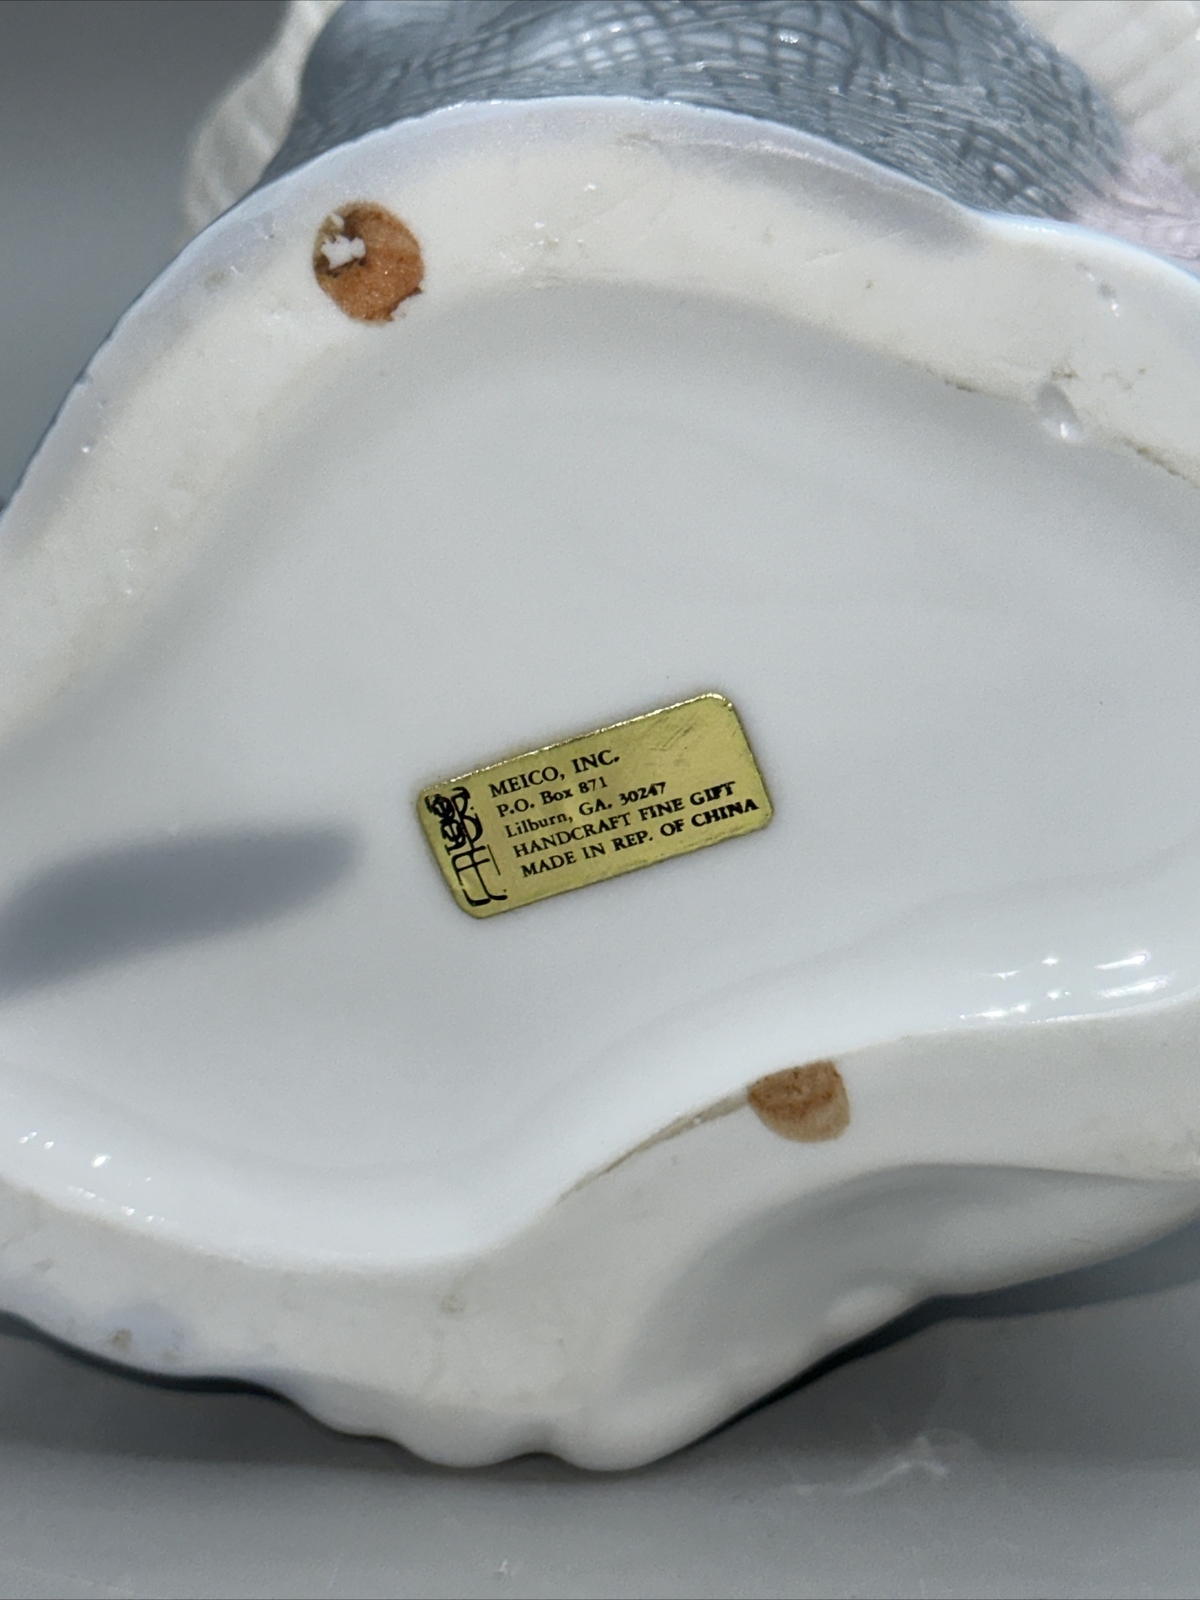 MEICO, INC.
P.O. Box 871
Lilburn, GA. 30247
HANDCRAFT FINE GIFT
MADE IN REP. OF CHINA